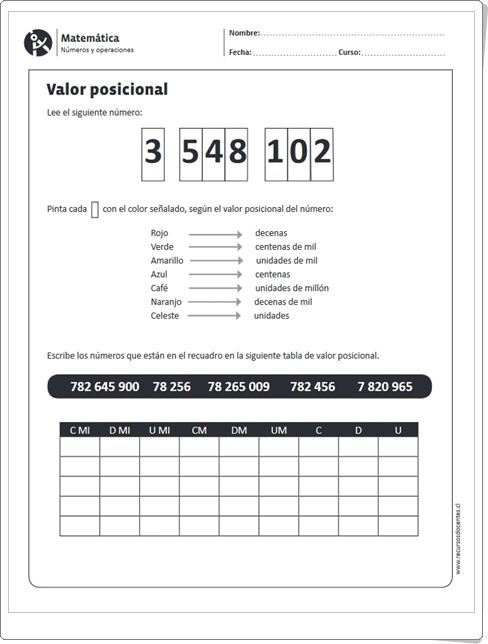 Matemática
Números y operaciones
Nombre:
Fecha: Curso:
Valor posicional
Lee el siguiente número:
3 548 102
Pinta cada con el color señalado, según el valor posicional del número:
Rojo decenas
Verde centenas de mil
Amarillo unidades de mil
Azul centenas
Café unidades de millón
Naranjo decenas de mil
Celeste unidades
Escribe los números que están en el recuadro en la siguiente tabla de valor posicional.
782 645 900 78 256 78 265 009 782 456 7 820 965
C MI D MI U MI CM DM UM C D U
www.recursosdocentes.cl